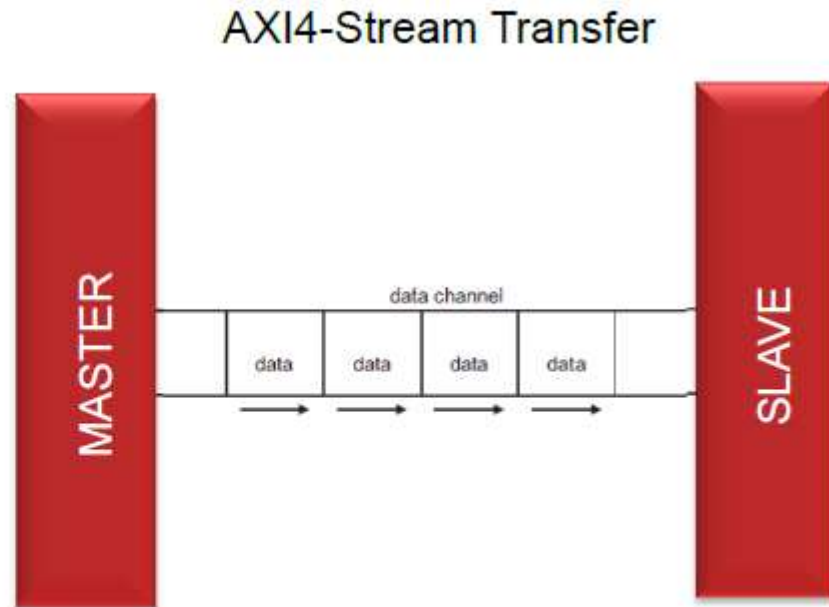 AXI4-Stream Transfer
MASTER
data channel
data data data data
SLAVE